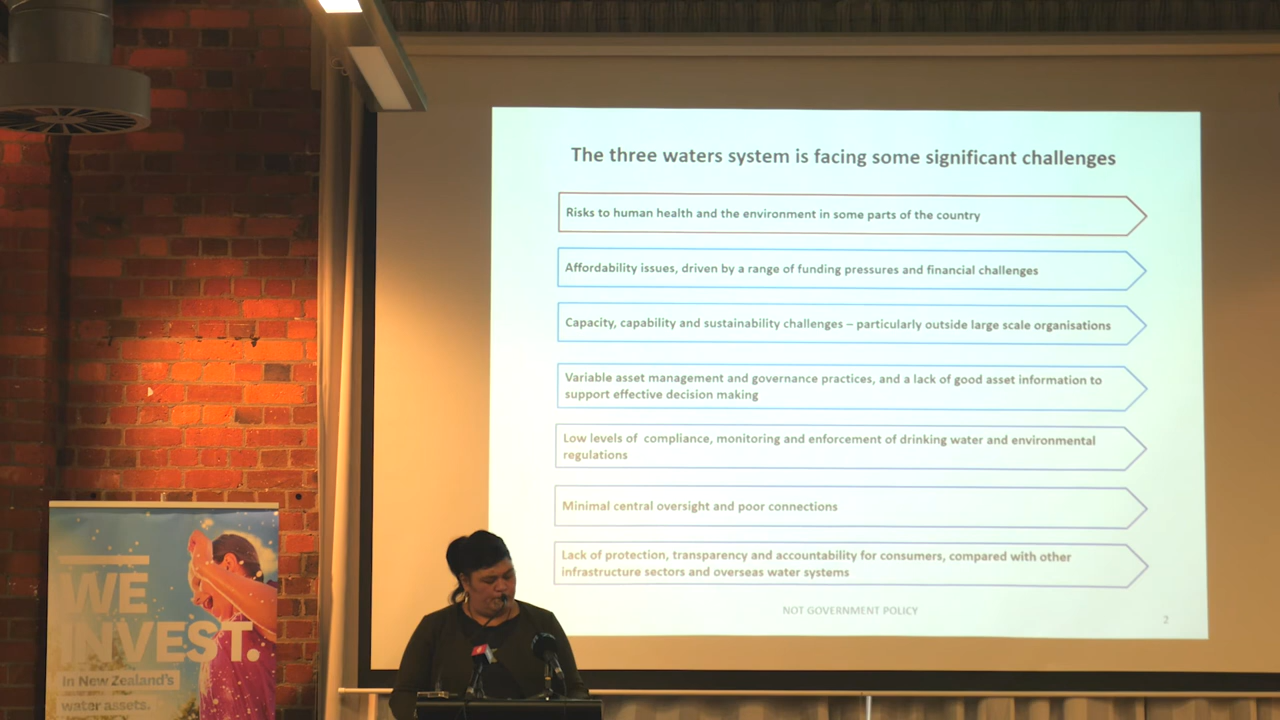 The three waters system is facing some significant challenges
Risks to human health and the environment in some parts of the country
Affordability issues, driven by a range of funding pressures and financial challenges
Capacity, capability and sustainability challenges – particularly outside large scale organisations
Variable asset management and governance practices, and a lack of good asset information to
support effective decision making
Low levels of  compliance, monitoring and enforcement of drinking water and environmental
regulations
Minimal central oversight and poor connections
Lack of protection, transparency and accountability for consumers, compared with other
infrastructure sectors and overseas water systems
NOT GOVERNMENT POLICY
2
WE
INVEST.
In New Zealand's
water assets.